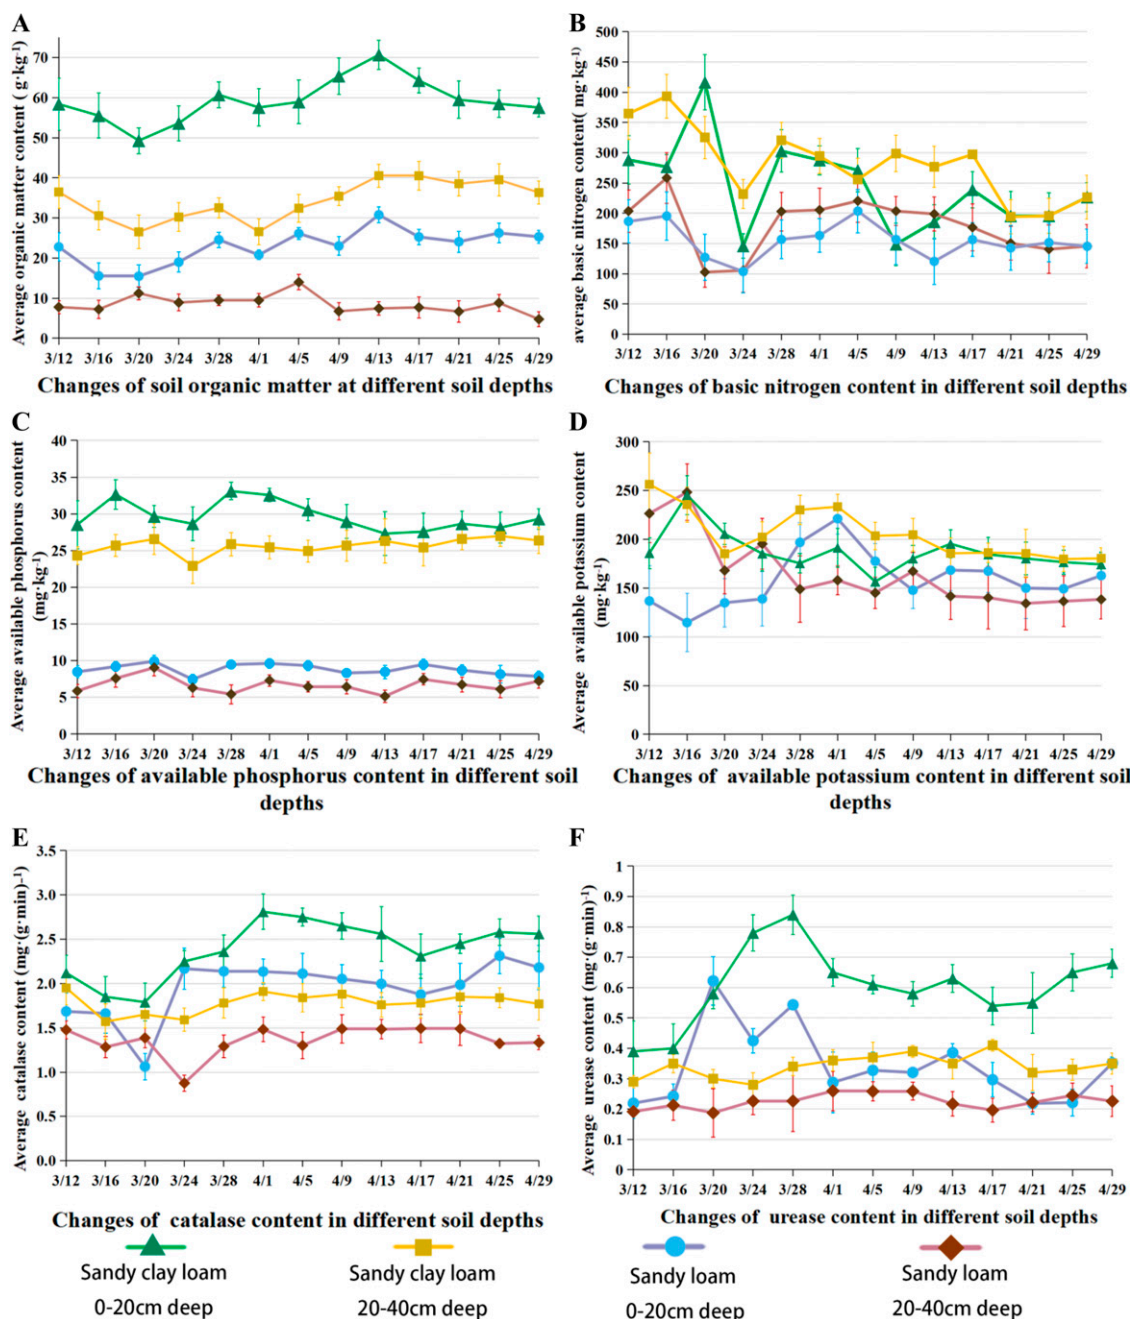 A
Average organic matter content ( g·kg⁻¹)
70
60
50
40
30
20
10
0
3/12 3/16 3/20 3/24 3/28 4/1 4/5 4/9 4/13 4/17 4/21 4/25 4/29
Changes of soil organic matter at different soil depths
B
average basic nitrogen content( mg·kg⁻¹)
500
450
400
350
300
250
200
150
100
50
0
3/12 3/16 3/20 3/24 3/28 4/1 4/5 4/9 4/13 4/17 4/21 4/25 4/29
Changes of basic nitrogen content in different soil depths
C
Average available phosphorus content
(mg·kg⁻¹)
40
35
30
25
20
15
10
5
0
3/12 3/16 3/20 3/24 3/28 4/1 4/5 4/9 4/13 4/17 4/21 4/25 4/29
Changes of available phosphorus content in different soil
depths
D
Average available potassium content
(mg·kg⁻¹)
300
250
200
150
100
50
0
3/12 3/16 3/20 3/24 3/28 4/1 4/5 4/9 4/13 4/17 4/21 4/25 4/29
Changes of available potassium content in different soil
depths
E
Average catalase content (mg·(g·min)-¹)
3.5
3.0
2.5
2.0
1.5
1.0
0.5
0.0
3/12 3/16 3/20 3/24 3/28 4/1 4/5 4/9 4/13 4/17 4/21 4/25 4/29
Changes of catalase content in different soil depths
F
Average urease content (mg·(g·min)⁻¹)
1
0.9
0.8
0.7
0.6
0.5
0.4
0.3
0.2
0.1
0
3/12 3/16 3/20 3/24 3/28 4/1 4/5 4/9 4/13 4/17 4/21 4/25 4/29
Changes of urease content in different soil depths
Sandy clay loam
0-20cm deep
Sandy clay loam
20-40cm deep
Sandy loam
0-20cm deep
Sandy loam
20-40cm deep